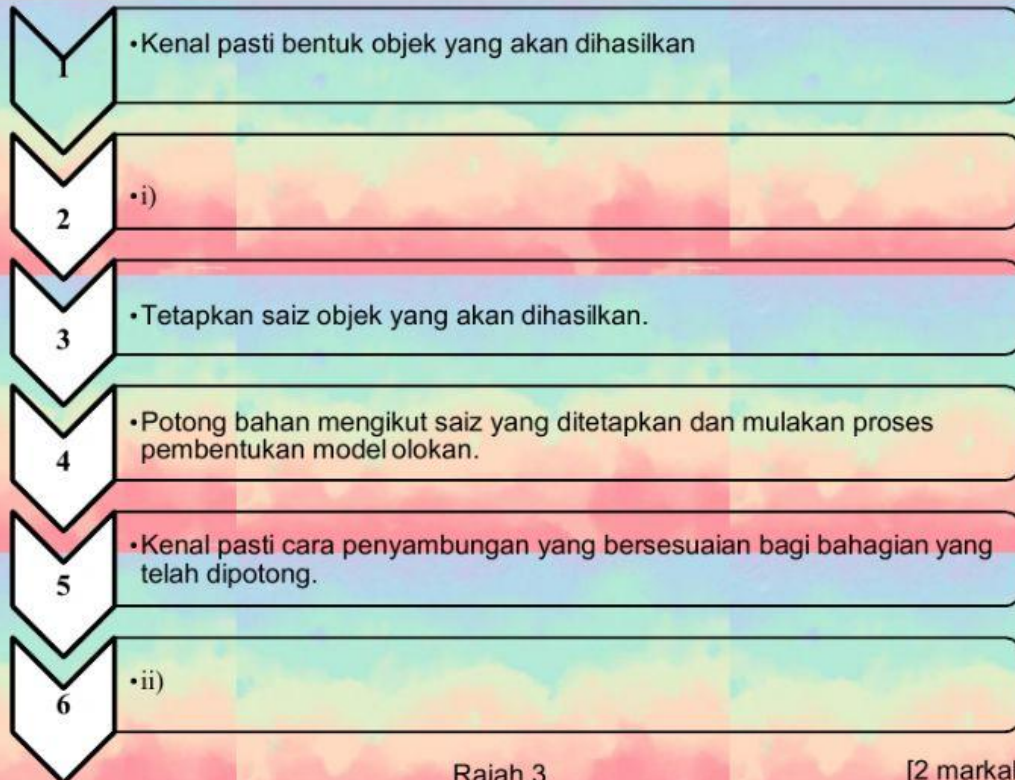 1
•Kenal pasti bentuk objek yang akan dihasilkan
2
•i)
3
•Tetapkan saiz objek yang akan dihasilkan.
4
•Potong bahan mengikut saiz yang ditetapkan dan mulakan proses
pembentukan model olokan.
5
•Kenal pasti cara penyambungan yang bersesuaian bagi bahagian yang
telah dipotong.
6
•ii)
Rajah 3
[2 markah